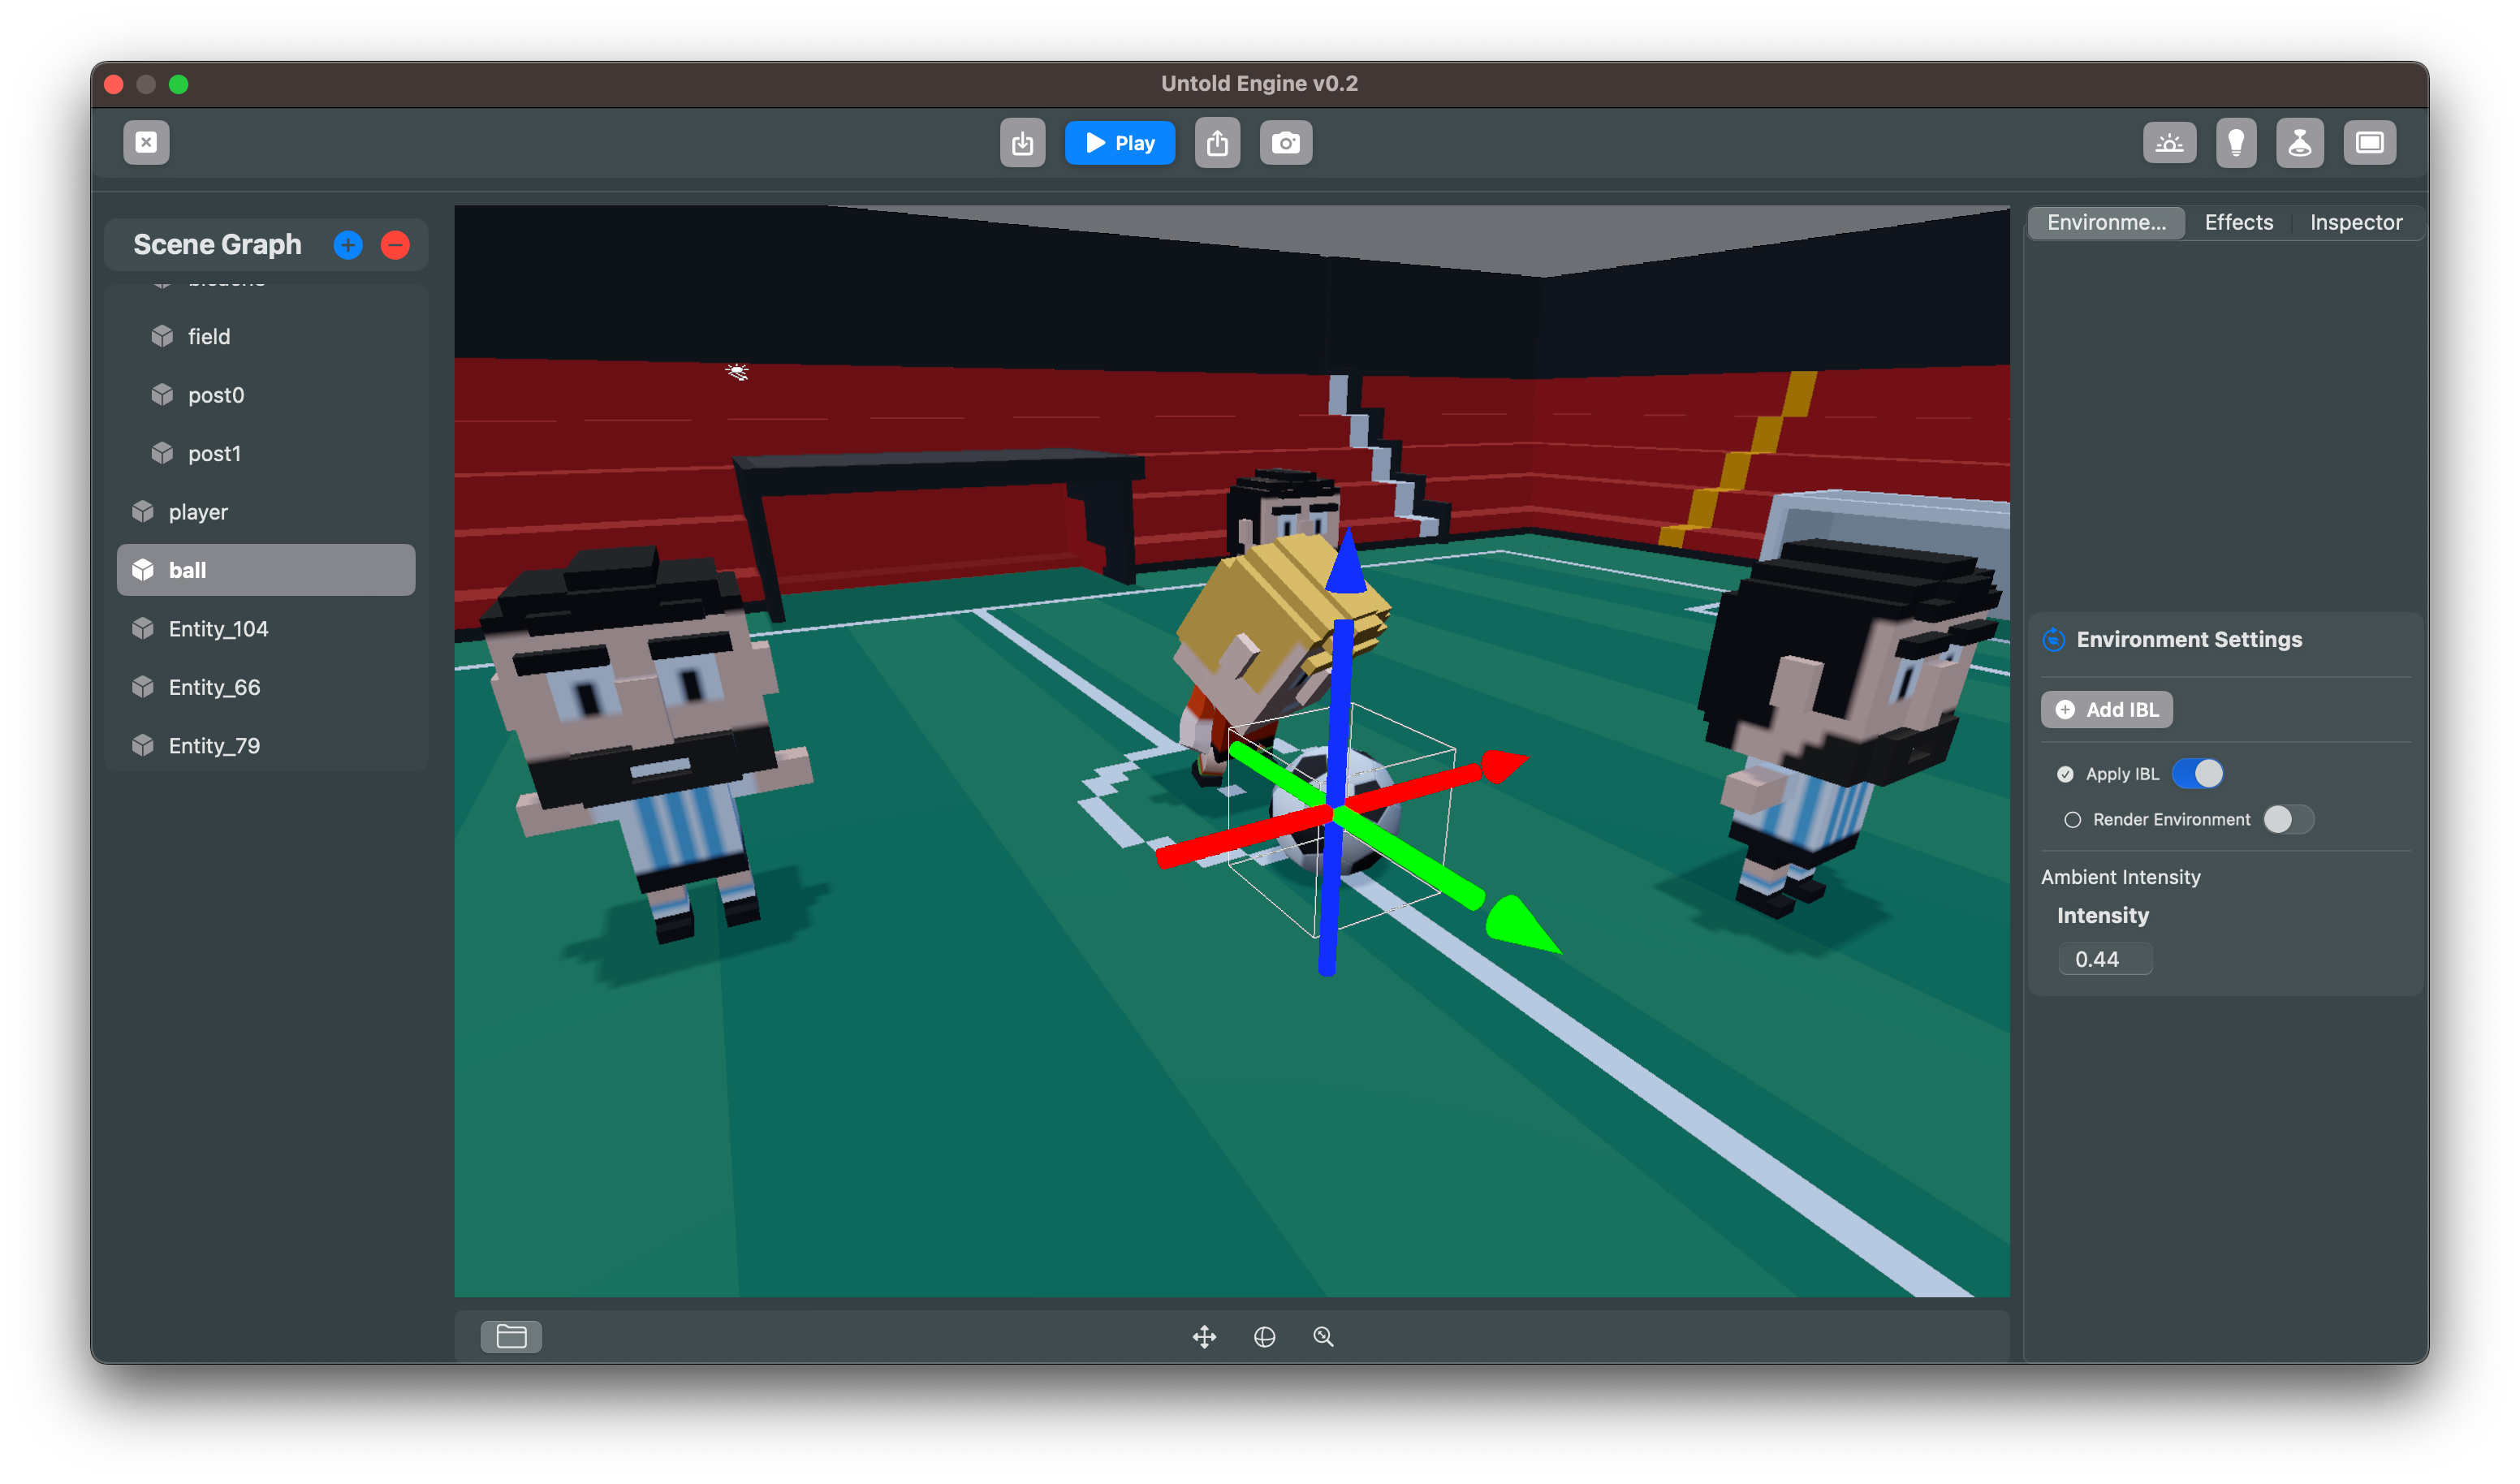 Untold Engine v0.2
Play
Scene Graph
field
post0
post1
player
ball
Entity_104
Entity_66
Entity_79
Environme...
Effects
Inspector
Environment Settings
Add IBL
Apply IBL
Render Environment
Ambient Intensity
Intensity
0.44